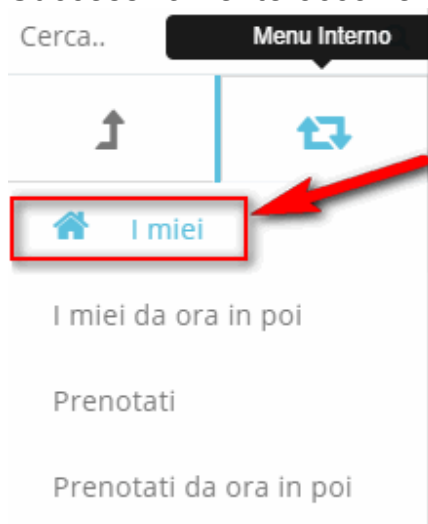 Cerca..
Menu Interno
I miei
I miei da ora in poi
Prenotati
Prenotati da ora in poi